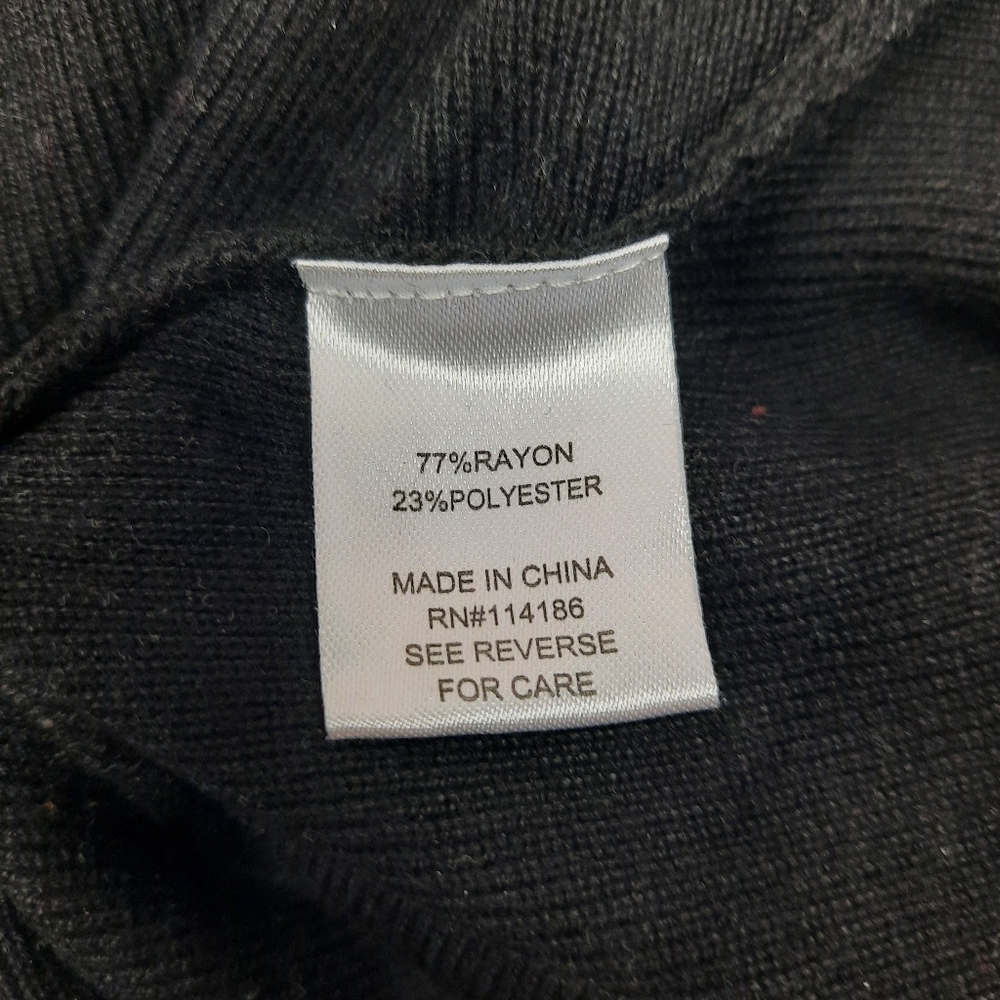 77%RAYON
23%POLYESTER
MADE IN CHINA
RN#114186
SEE REVERSE
FOR CARE